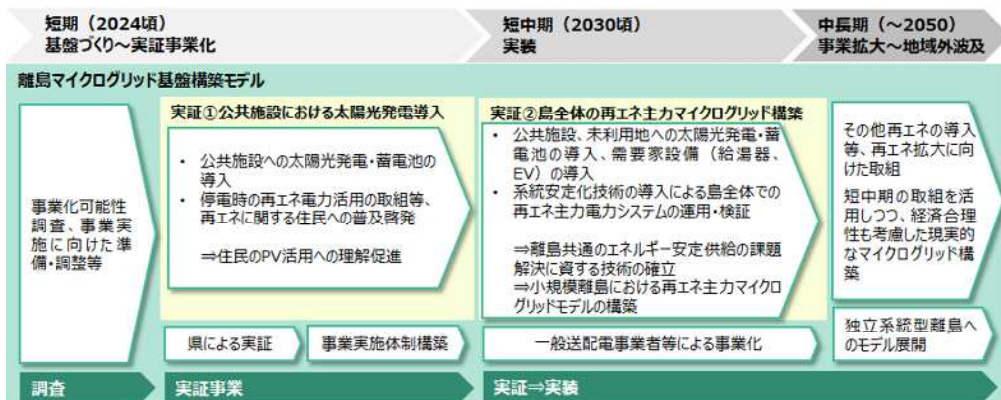 短期（2024頃）
基盤づくり～実証事業化
短中期（2030頃）
実装
中長期（～2050）
事業拡大～地域外波及
離島マイクログリッド基盤構築モデル
事業化可能性
調査、事業実
施に向けた準
備・調整等
実証①公共施設における太陽光発電導入
• 公共施設への太陽光発電・蓄電池の
導入
• 停電時の再エネ電力活用の取組等、
再エネに関する住民への普及啓発
⇒住民のPV活用への理解促進
県による実証
事業実施体制構築
実証②島全体の再エネ主力マイクログリッド構築
• 公共施設、未利用地への太陽光発電・蓄
電池の導入、需要家設備（給湯器、
EV）の導入
• 系統安定化技術の導入による島全体での
再エネ主力電力システムの運用・検証
⇒離島共通のエネルギー安定供給の課題
解決に資する技術の確立
⇒小規模離島における再エネ主力マイクロ
グリッドモデルの構築
一般送配電事業者等による事業化
その他再エネの導入
等、再エネ拡大に向
けた取組
短中期の取組を活
用しつつ、経済合理
性も考慮した現実的
なマイクログリッド構
築
独立系統型離島へ
のモデル展開
調査
実証事業
実証⇒実装